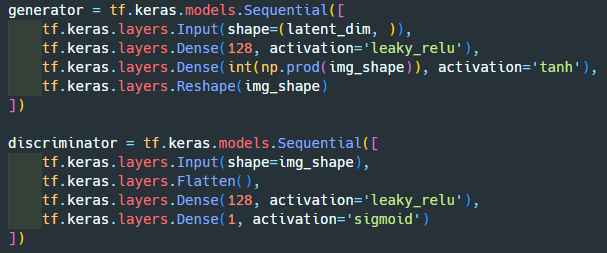 generator = tf.keras.models.Sequential([
    tf.keras.layers.Input(shape=(latent_dim, )),
    tf.keras.layers.Dense(128, activation='leaky_relu'),
    tf.keras.layers.Dense(int(np.prod(img_shape)), activation='tanh'),
    tf.keras.layers.Reshape(img_shape)
])

discriminator = tf.keras.models.Sequential([
    tf.keras.layers.Input(shape=img_shape),
    tf.keras.layers.Flatten(),
    tf.keras.layers.Dense(128, activation='leaky_relu'),
    tf.keras.layers.Dense(1, activation='sigmoid')
])